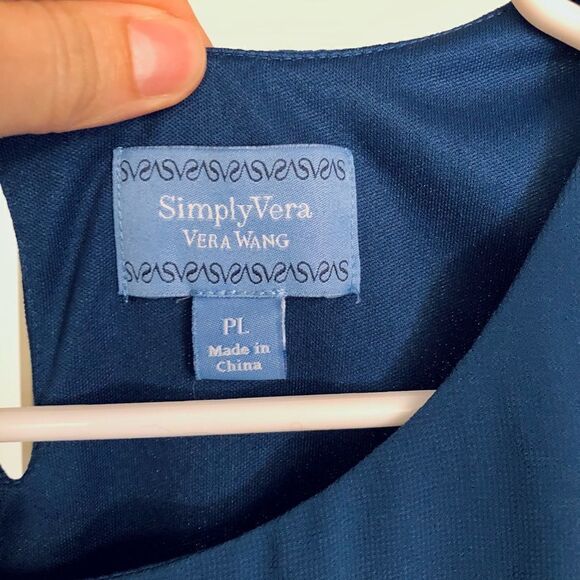 SimplyVera
VERA WANG
PL
Made in
China